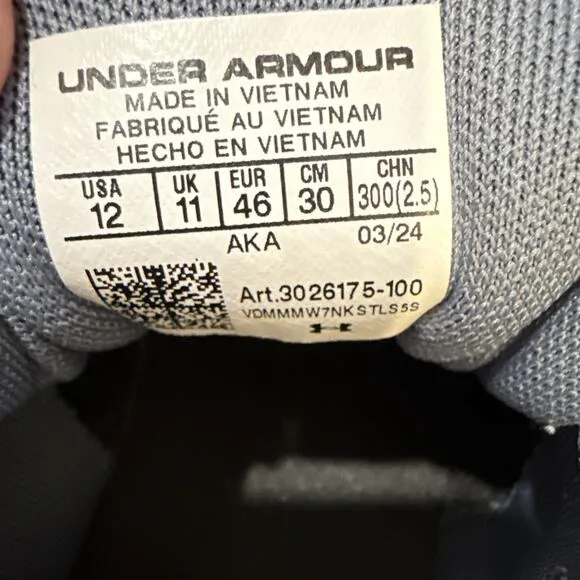 UNDER ARMOUR
MADE IN VIETNAM
FABRIQUÉ AU VIETNAM
HECHO EN VIETNAM
USA UK EUR CM CHN
12 11 46 30 300(2.5)
AKA 03/24
Art.3026175-100
VDMMMW7NKSTLS5S